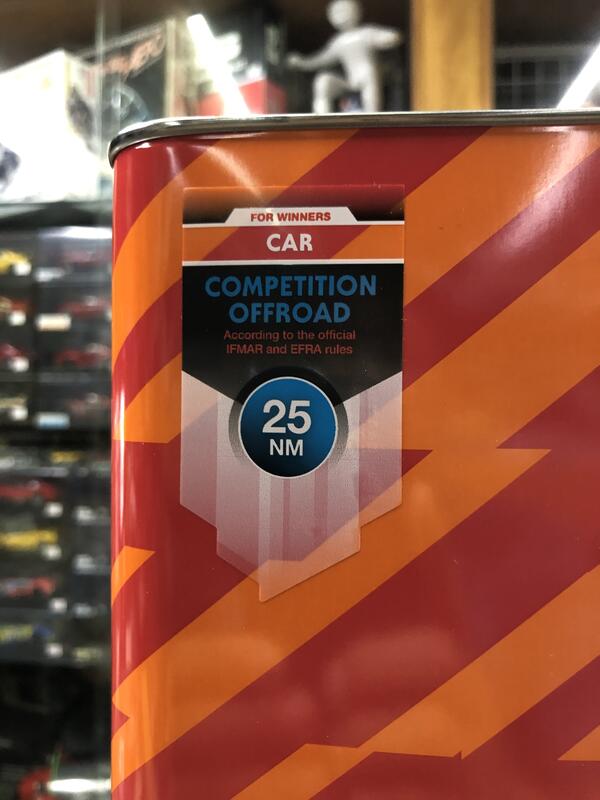 FOR WINNERS
CAR
COMPETITION
OFFROAD
According to the official
IFMAR and EFRA rules
25
NM